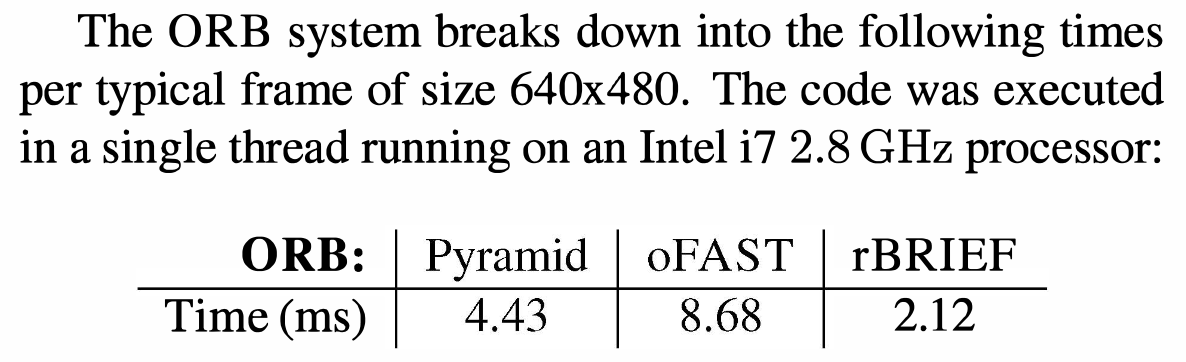 The ORB system breaks down into the following times
per typical frame of size 640x480. The code was executed
in a single thread running on an Intel i7 2.8 GHz processor:
ORB: Pyramid oFAST rBRIEF
Time (ms) 4.43 8.68 2.12